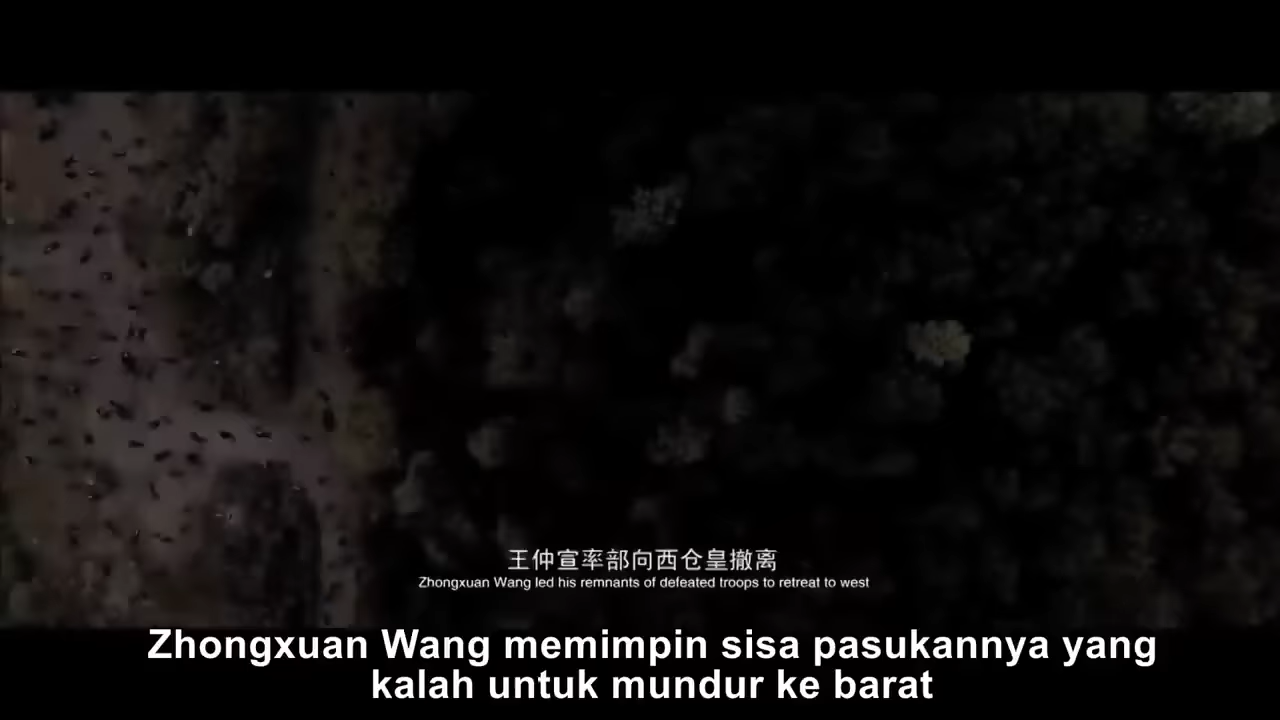 王仲宣率部向西仓皇撤离
Zhongxuan Wang led his remnants of defeated troops to retreat to west
Zhongxuan Wang memimpin sisa pasukannya yang
kalah untuk mundur ke barat